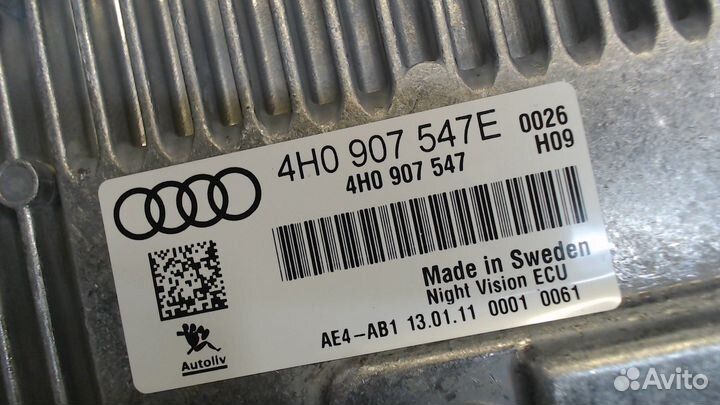 4H0 907 547E 0026
4H0 907 547 H09
Made in Sweden
Night Vision ECU
AE4-AB1 13.01.11 0001 0061
Autoliv
Avito